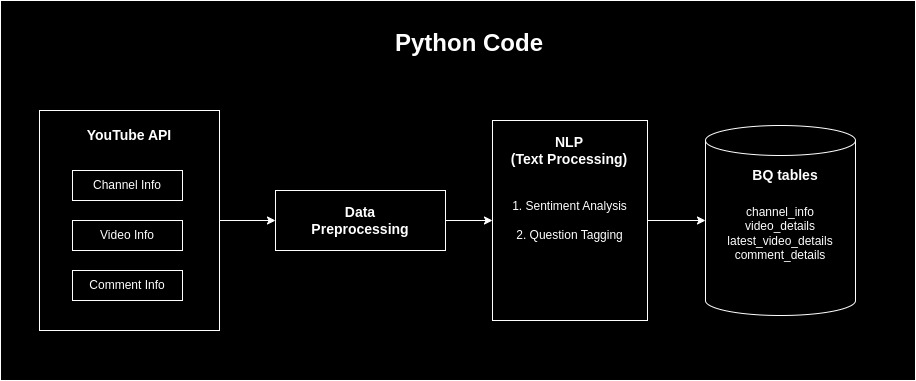 Python Code
YouTube API
Channel Info
Video Info
Comment Info
Data
Preprocessing
NLP
(Text Processing)
1. Sentiment Analysis
2. Question Tagging
BQ tables
channel_info
video_details
latest_video_details
comment_details